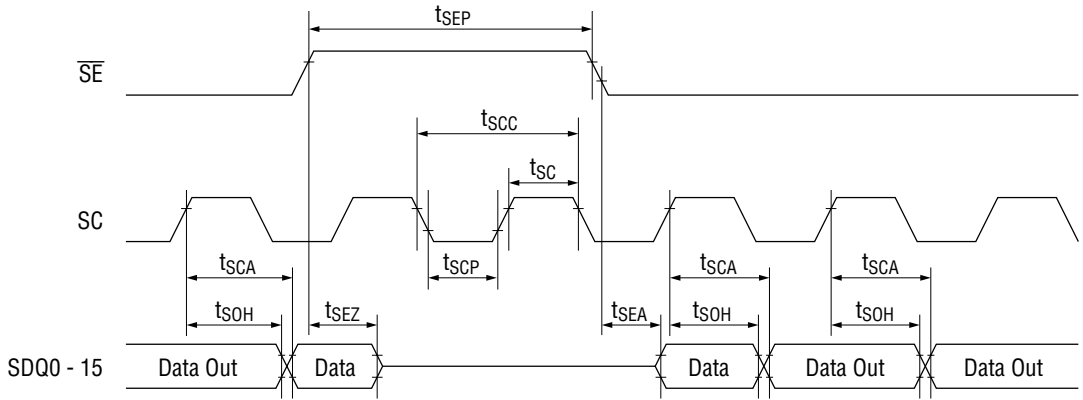 tSEP
SE
tSCC
tSC
SC
tSCP
tSCA tSCA tSCA
tSOH tSEZ tSEA tSOH tSOH
SDQ0 - 15 Data Out Data Data Data Out Data Out